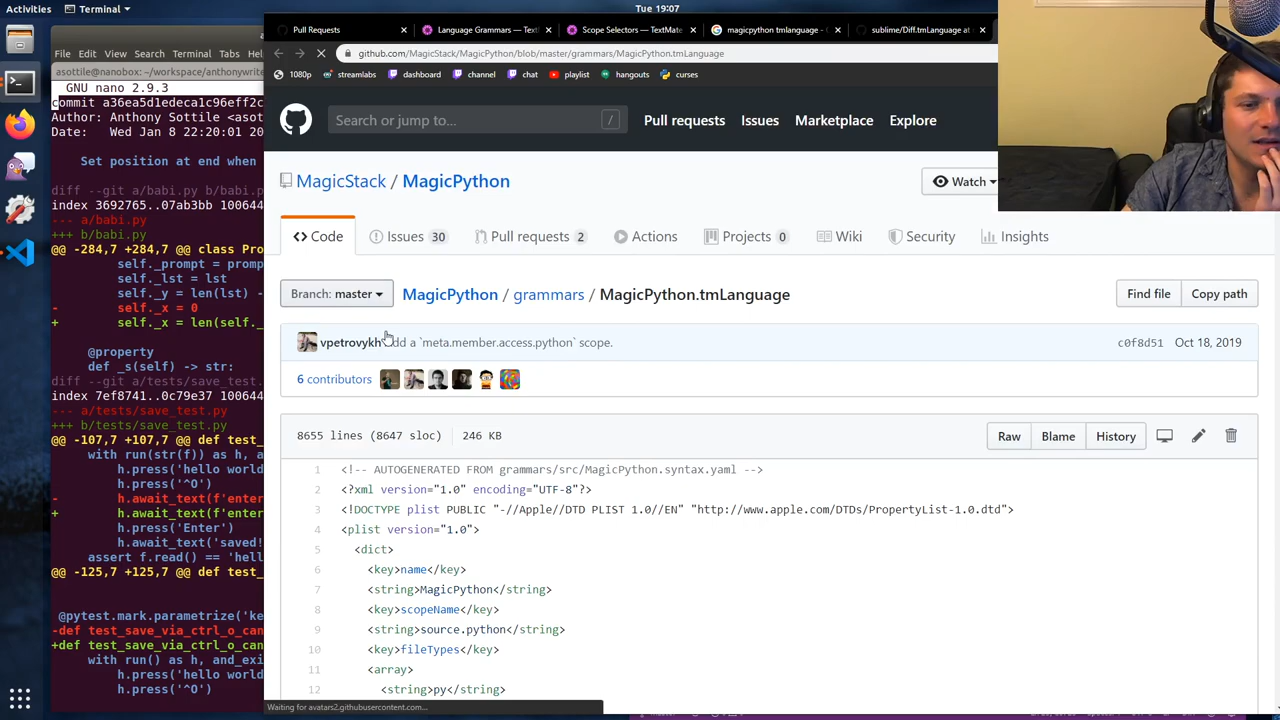 Activities
Terminal
Tue 19:07
File Edit View Search Term
asottile@nanobox: ~/workspace/anthonywrite
GNU nano 2.9.3
commit a36ea5d1edeca1c96eff2c
Author: Anthony Sottile <asot
Date:   Wed Jan 8 22:20:01 20
Set position at end when
diff --git a/babi.py b/babi.p
index 3692765..07ab3bb 100644
--- a/babi.py
+++ b/babi.py
@@ -284,7 +284,7 @@ class Pro
self._prompt = promp
self._lst = lst
self._y = len(lst) -
-        self._x = 0
+        self._x = len(self._
@property
def _s(self) -> str:
diff --git a/tests/save_test.
index 7ef8741..0c79e37 100644
--- a/tests/save_test.py
+++ b/tests/save_test.py
@@ -107,7 +107,7 @@ def test_
with run(str(f)) as h, a
h.press('hello world
h.press('^O')
-        h.await_text(f'enter
+        h.await_text(f'enter
h.press('Enter')
h.await_text('saved!
assert f.read() == 'hell
@@ -125,7 +125,7 @@ def test_
@pytest.mark.parametrize('ke
-def test_save_via_ctrl_o_can
+def test_save_via_ctrl_o_can
with run() as h, and_exi
h.press('hello world
h.press('^O')
Pull Requests
Language Grammars — Text
Scope Selectors — TextMate
magicpython tmlanguage -
sublime/Diff.tmLanguage at
github.com/MagicStack/MagicPython/blob/master/grammars/MagicPython.tmLanguage
1080p
streamlabs
dashboard
channel
chat
playlist
hangouts
curses
Search or jump to...
/
Pull requests
Issues
Marketplace
Explore
MagicStack / MagicPython
Watch
Code
Issues 30
Pull requests 2
Actions
Projects 0
Wiki
Security
Insights
Branch: master
MagicPython / grammars / MagicPython.tmLanguage
Find file
Copy path
vpetrovykh
dd a `meta.member.access.python` scope.
c0f8d51
Oct 18, 2019
6 contributors
8655 lines (8647 sloc)
246 KB
Raw
Blame
History
1 <!-- AUTOGENERATED FROM grammars/src/MagicPython.syntax.yaml -->
2 <?xml version="1.0" encoding="UTF-8"?>
3 <!DOCTYPE plist PUBLIC "-//Apple//DTD PLIST 1.0//EN" "http://www.apple.com/DTDs/PropertyList-1.0.dtd">
4 <plist version="1.0">
5 <dict>
6 <key>name</key>
7 <string>MagicPython</string>
8 <key>scopeName</key>
9 <string>source.python</string>
10 <key>fileTypes</key>
11 <array>
12 <string>py</string>
Waiting for avatars2.githubusercontent.com...